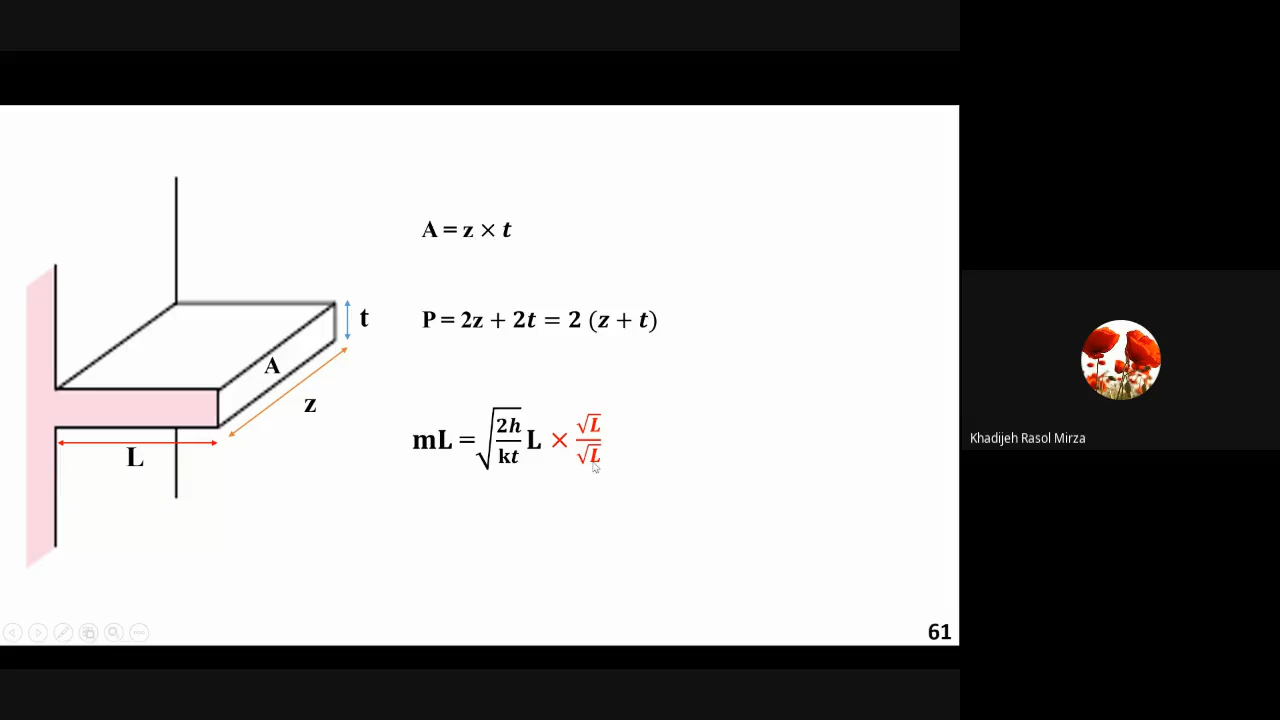 A = z × t
t
P = 2z + 2t = 2 (z + t)
A
z
mL = √(2h/kt) L × √L/√L
L
Khadijeh Rasol Mirza
61